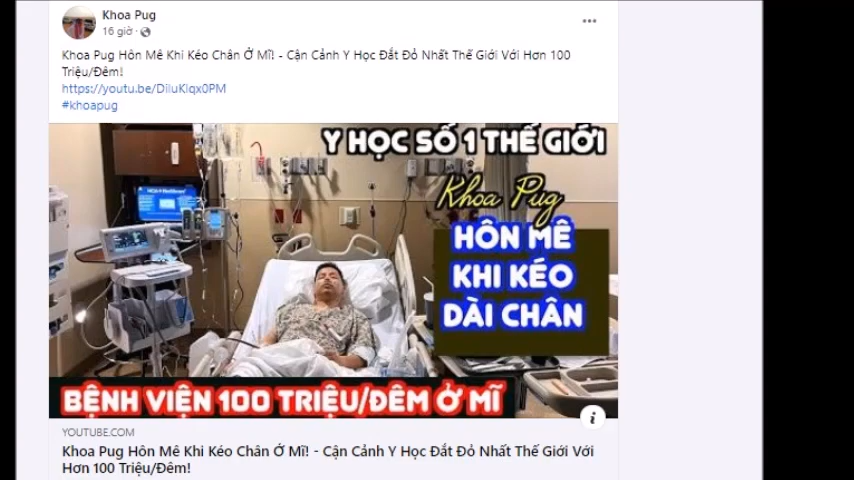 Khoa Pug
16 giờ
Khoa Pug Hôn Mê Khi Kéo Chân Ở Mĩ! - Cận Cảnh Y Học Đắt Đỏ Nhất Thế Giới Với Hơn 100
Triệu/Đêm!
https://youtu.be/DiluKlqx0PM
#khoapug
Y HỌC SỐ 1 THẾ GIỚI
Khoa Pug
HÔN MÊ
KHI KÉO
DÀI CHÂN
BỆNH VIỆN 100 TRIỆU/ĐÊM Ở MĨ
YOUTUBE.COM
Khoa Pug Hôn Mê Khi Kéo Chân Ở Mĩ! - Cận Cảnh Y Học Đắt Đỏ Nhất Thế Giới Với
Hơn 100 Triệu/Đêm!